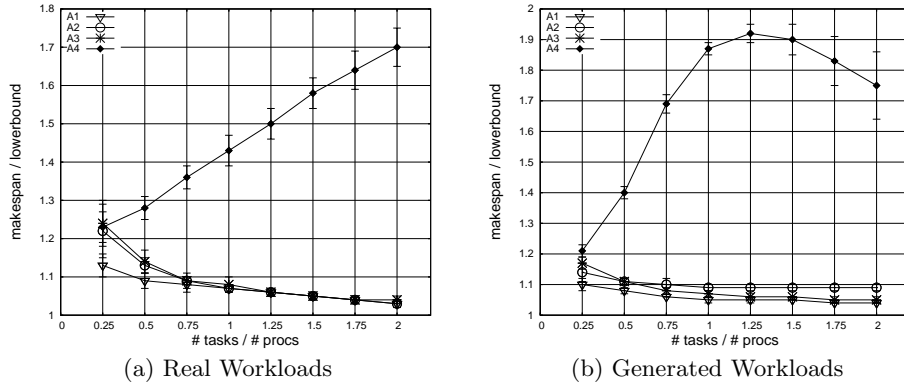 1.8
1.7
1.6
1.5
1.4
1.3
1.2
1.1
1
makespan / lowerbound
A1
A2
A3
A4
0 0.25 0.5 0.75 1 1.25 1.5 1.75 2
# tasks / # procs
(a) Real Workloads
2
1.9
1.8
1.7
1.6
1.5
1.4
1.3
1.2
1.1
1
makespan / lowerbound
A1
A2
A3
A4
0 0.25 0.5 0.75 1 1.25 1.5 1.75 2
# tasks / # procs
(b) Generated Workloads